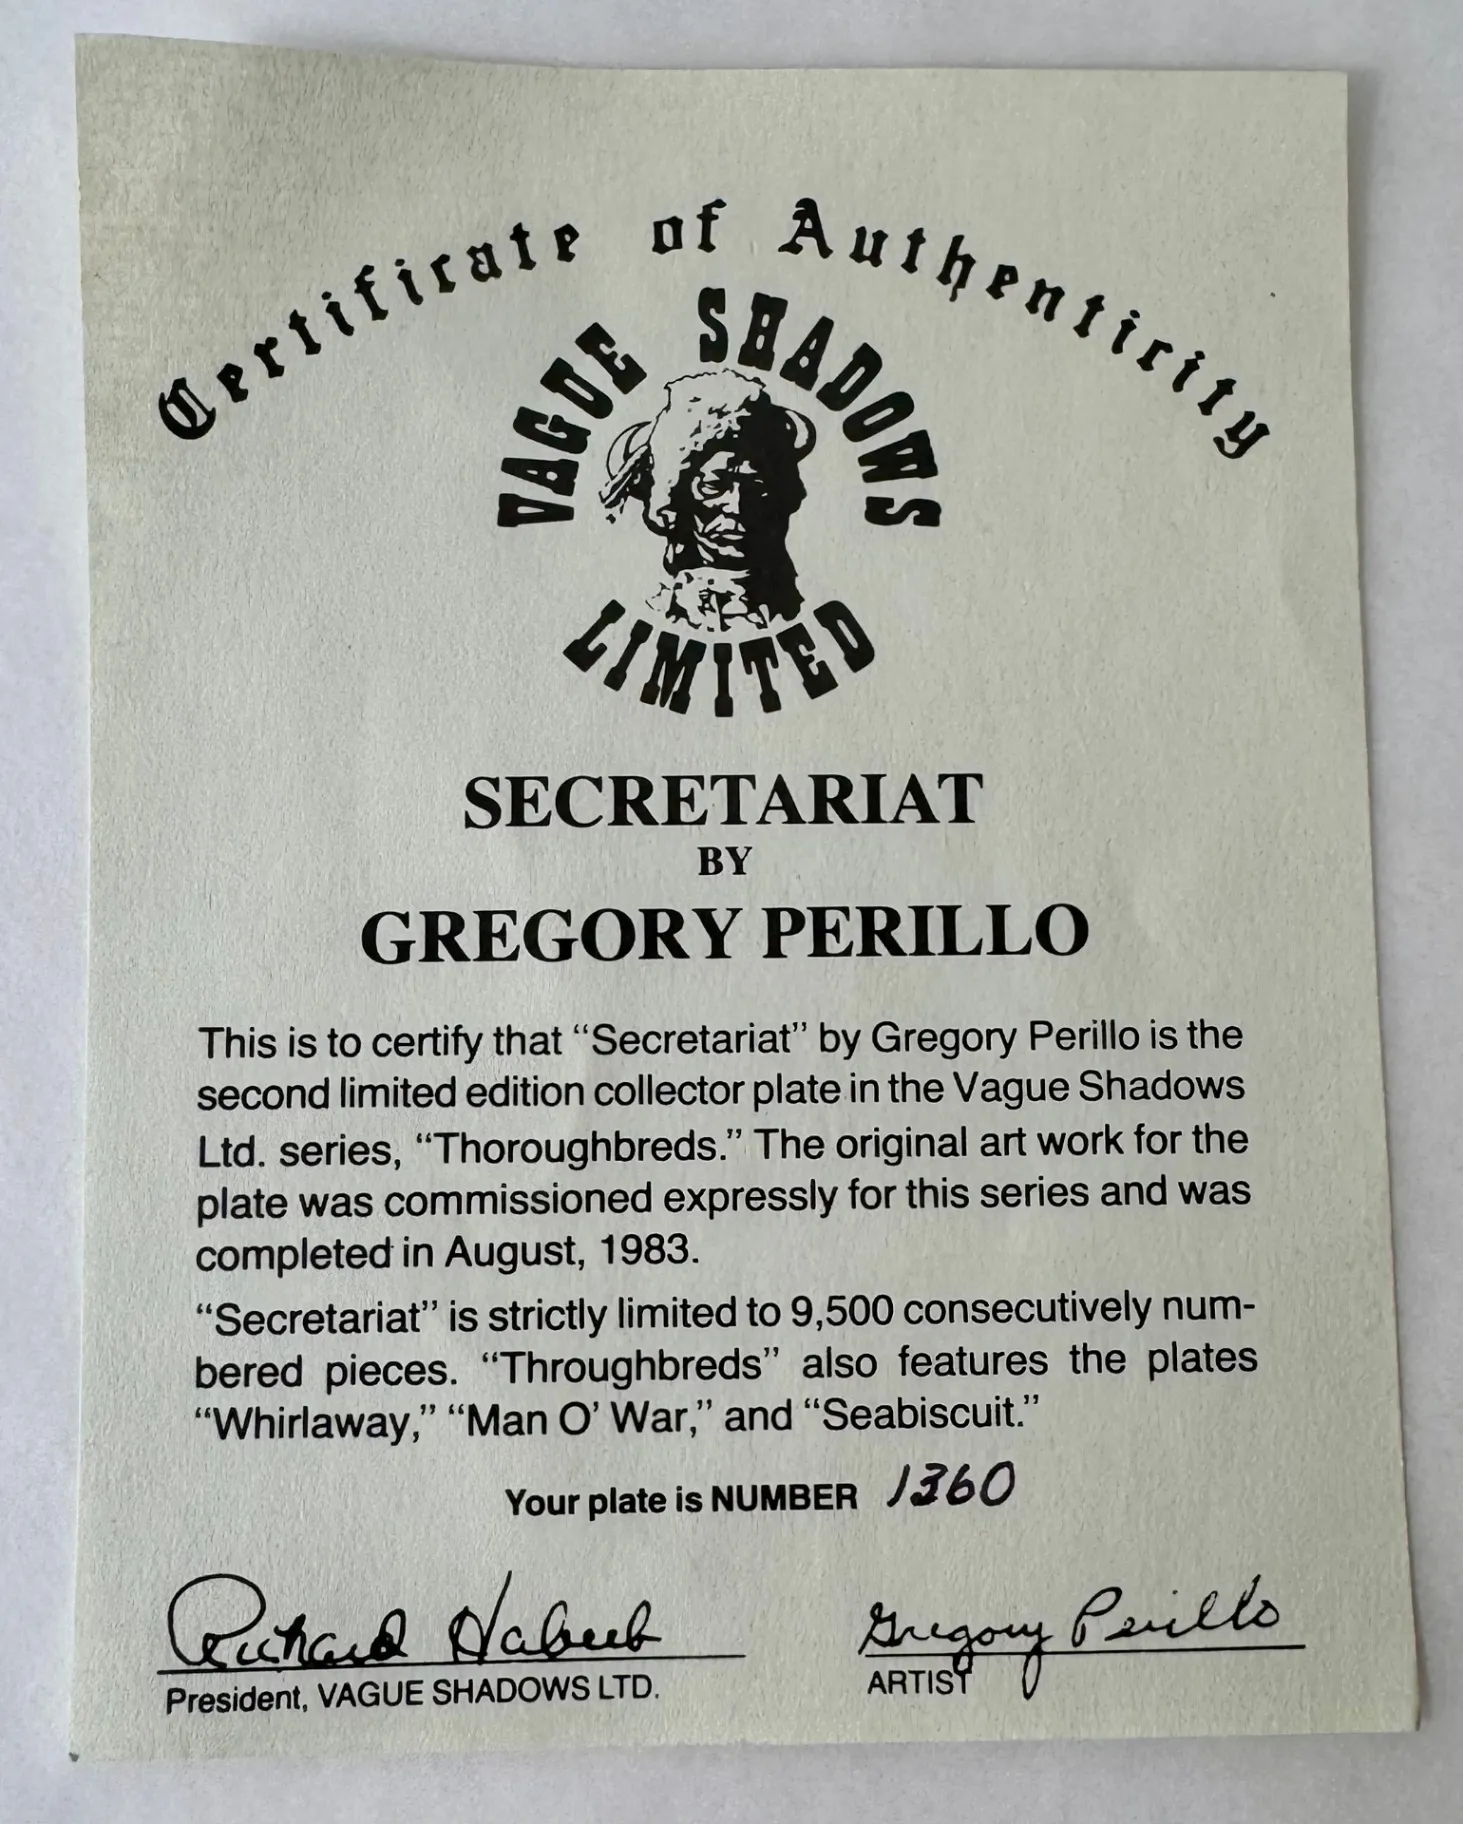 Certificate of Authenticity
VAGUE SHADOWS
LIMITED
SECRETARIAT
BY
GREGORY PERILLO
This is to certify that “Secretariat” by Gregory Perillo is the
second limited edition collector plate in the Vague Shadows
Ltd. series, “Thoroughbreds.” The original art work for the
plate was commissioned expressly for this series and was
completed in August, 1983.
“Secretariat” is strictly limited to 9,500 consecutively num-
bered pieces. “Throughbreds” also features the plates
“Whirlaway,” “Man O’ War,” and “Seabiscuit.”
Your plate is NUMBER 1360
Richard Habeeb Gregory Perillo
President, VAGUE SHADOWS LTD. ARTIST